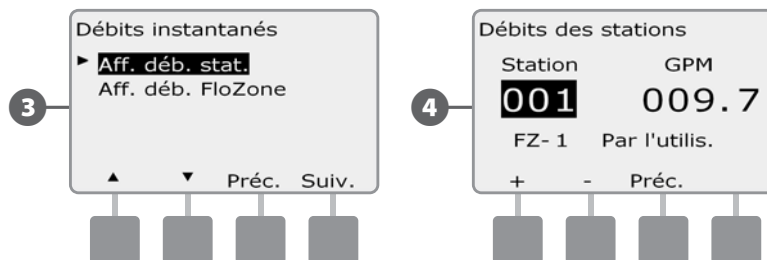 3
Débits instantanés
► Aff. déb. stat.
Aff. déb. FloZone
▲ ▼ Préc. Suiv.
4
Débits des stations
Station GPM
001 009.7
FZ- 1 Par l'utilis.
+ - Préc.